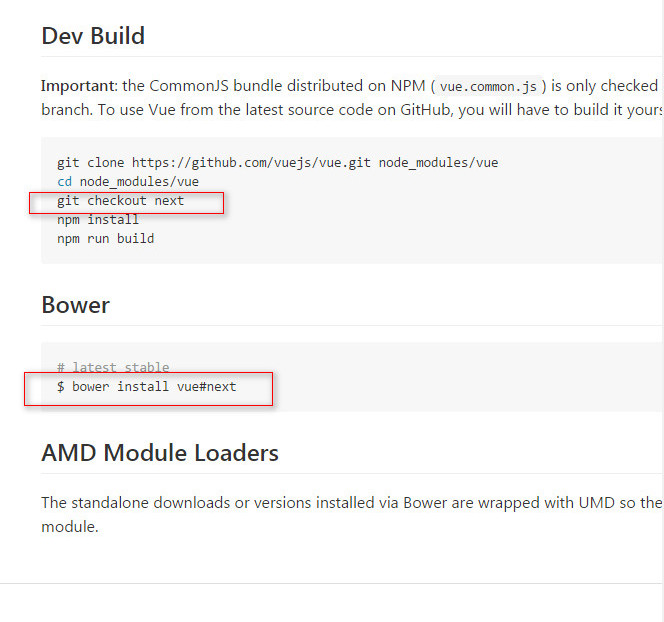 Dev Build
Important: the CommonJS bundle distributed on NPM ( vue.common.js ) is only checked
branch. To use Vue from the latest source code on GitHub, you will have to build it yours
git clone https://github.com/vuejs/vue.git node_modules/vue
cd node_modules/vue
git checkout next
npm install
npm run build
Bower
# latest stable
$ bower install vue#next
AMD Module Loaders
The standalone downloads or versions installed via Bower are wrapped with UMD so the
module.